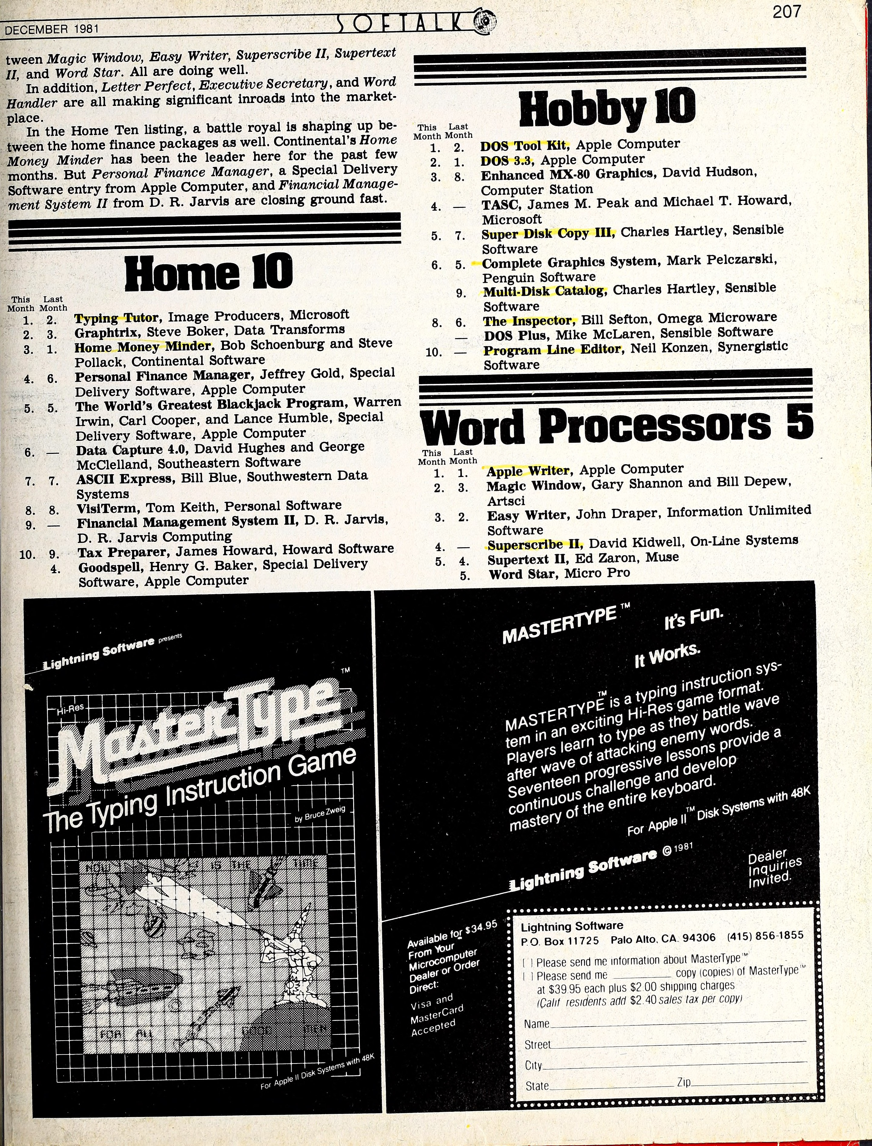 DECEMBER 1981
SOFTALK
207
tween Magic Window, Easy Writer, Superscribe II, Supertext
II, and Word Star. All are doing well.
In addition, Letter Perfect, Executive Secretary, and Word
Handler are all making significant inroads into the market-
place.
In the Home Ten listing, a battle royal is shaping up be-
tween the home finance packages as well. Continental's Home
Money Minder has been the leader here for the past few
months. But Personal Finance Manager, a Special Delivery
Software entry from Apple Computer, and Financial Manage-
ment System II from D. R. Jarvis are closing ground fast.
Home 10
This Last
Month Month
1. 2. Typing Tutor, Image Producers, Microsoft
2. 3. Graphtrix, Steve Boker, Data Transforms
3. 1. Home Money Minder, Bob Schoenburg and Steve
Pollack, Continental Software
4. 6. Personal Finance Manager, Jeffrey Gold, Special
Delivery Software, Apple Computer
5. 5. The World's Greatest Blackjack Program, Warren
Irwin, Carl Cooper, and Lance Humble, Special
Delivery Software, Apple Computer
6. — Data Capture 4.0, David Hughes and George
McClelland, Southeastern Software
7. 7. ASCII Express, Bill Blue, Southwestern Data
Systems
8. 8. VisiTerm, Tom Keith, Personal Software
9. — Financial Management System II, D. R. Jarvis,
D. R. Jarvis Computing
10. 9. Tax Preparer, James Howard, Howard Software
4. Goodspell, Henry G. Baker, Special Delivery
Software, Apple Computer
Hobby 10
This Last
Month Month
1. 2. DOS Tool Kit, Apple Computer
2. 1. DOS 3.3, Apple Computer
3. 8. Enhanced MX-80 Graphics, David Hudson,
Computer Station
4. — TASC, James M. Peak and Michael T. Howard,
Microsoft
5. 7. Super Disk Copy III, Charles Hartley, Sensible
Software
6. 5. Complete Graphics System, Mark Pelczarski,
Penguin Software
9. Multi-Disk Catalog, Charles Hartley, Sensible
Software
8. 6. The Inspector, Bill Sefton, Omega Microware
— DOS Plus, Mike McLaren, Sensible Software
10. — Program Line Editor, Neil Konzen, Synergistic
Software
Word Processors 5
This Last
Month Month
1. 1. Apple Writer, Apple Computer
2. 3. Magic Window, Gary Shannon and Bill Depew,
Artsci
3. 2. Easy Writer, John Draper, Information Unlimited
Software
4. — Superscribe II, David Kidwell, On-Line Systems
5. 4. Supertext II, Ed Zaron, Muse
5. Word Star, Micro Pro
Lightning Software presents
Hi-Res
MasterType™
The Typing Instruction Game
by Bruce Zweig
NOW IS THE TIME
FOR ALL GOOD MEN
For Apple II Disk Systems with 48K
MASTERTYPE™ It's Fun.
It Works.
MASTERTYPE™ is a typing instruction sys-
tem in an exciting Hi-Res game format.
Players learn to type as they battle wave
after wave of attacking enemy words.
Seventeen progressive lessons provide a
continuous challenge and develop
mastery of the entire keyboard.
For Apple II™ Disk Systems with 48K
Lightning Software © 1981
Dealer
Inquiries
Invited.
Available for $34.95
From Your
Microcomputer
Dealer or Order
Direct:
Visa and
MasterCard
Accepted
Lightning Software
P.O. Box 11725 Palo Alto, CA. 94306 (415) 856-1855
[ ] Please send me information about MasterType™
[ ] Please send me ________ copy (copies) of MasterType™
at $39.95 each plus $2.00 shipping charges
(Calif residents add $2.40 sales tax per copy)
Name
Street
City
State Zip